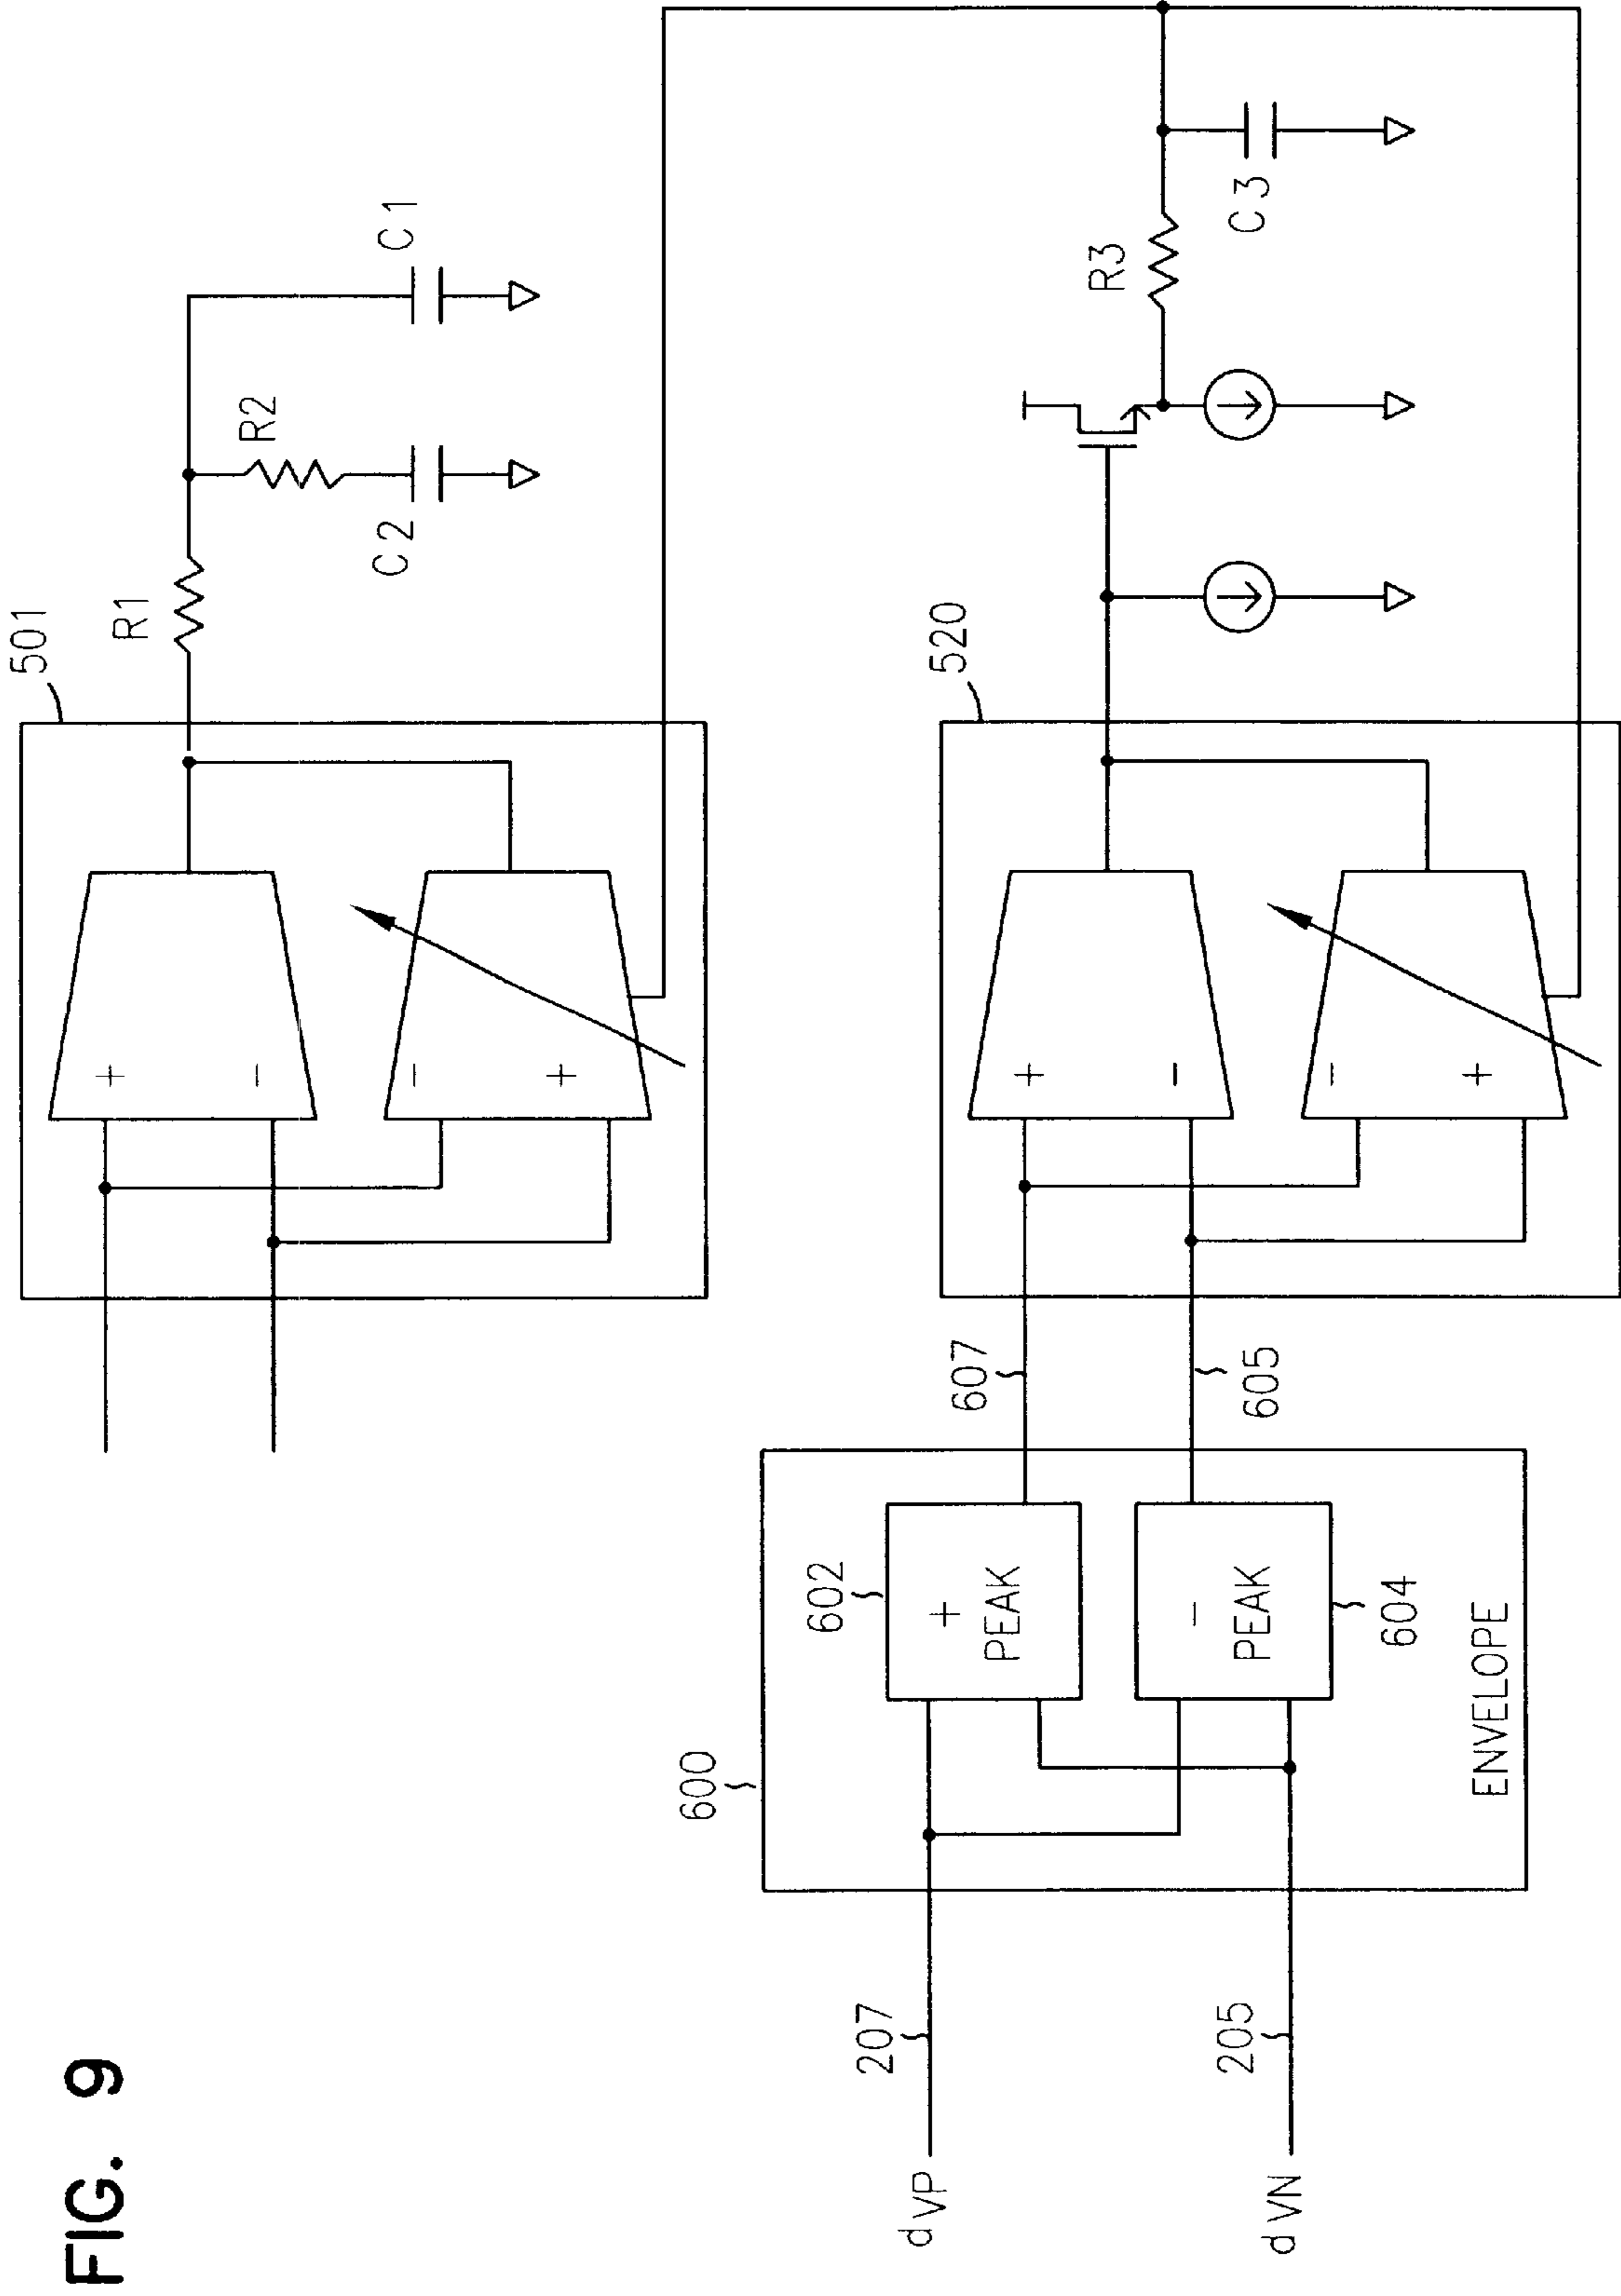 FIG. 9
501
+
−
−
+
R1
R2
C2
C1
520
+
−
−
+
R3
C3
607
605
600
602
+
PEAK
−
PEAK
604
ENVELOPE
207
205
dVP
dVN